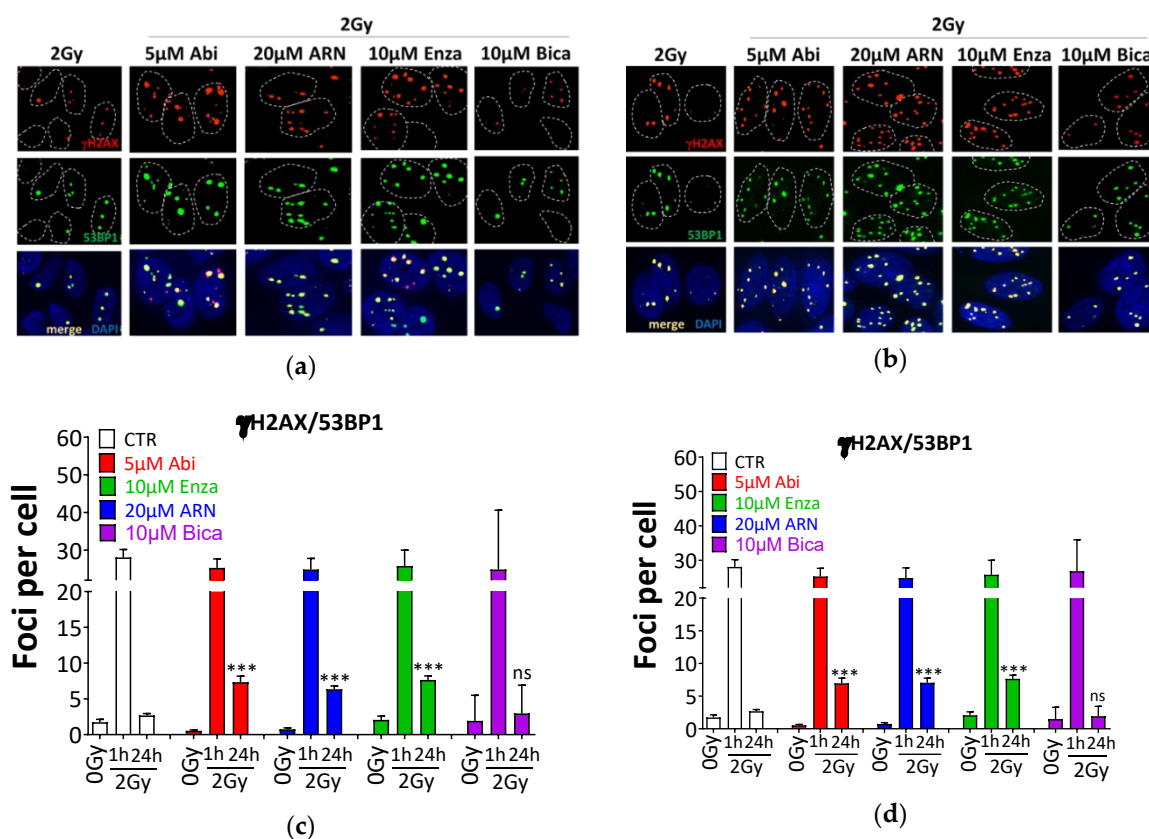 2Gy
2Gy 5µM Abi 20µM ARN 10µM Enza 10µM Bica
γH2AX
53BP1
merge DAPI
(a)
2Gy
2Gy 5µM Abi 20µM ARN 10µM Enza 10µM Bica
γH2AX
53BP1
merge DAPI
(b)
γH2AX/53BP1
Foci per cell
60
50
40
30
20
15
10
5
0
CTR
5µM Abi
10µM Enza
20µM ARN
10µM Bica
*** *** *** ns
0Gy 1h 24h 0Gy 1h 24h 0Gy 1h 24h 0Gy 1h 24h 0Gy 1h 24h
2Gy 2Gy 2Gy 2Gy 2Gy
(c)
γH2AX/53BP1
Foci per cell
60
50
40
30
20
15
10
5
0
CTR
5µM Abi
10µM Enza
20µM ARN
10µM Bica
*** *** *** ns
0Gy 1h 24h 0Gy 1h 24h 0Gy 1h 24h 0Gy 1h 24h 0Gy 1h 24h
2Gy 2Gy 2Gy 2Gy 2Gy
(d)